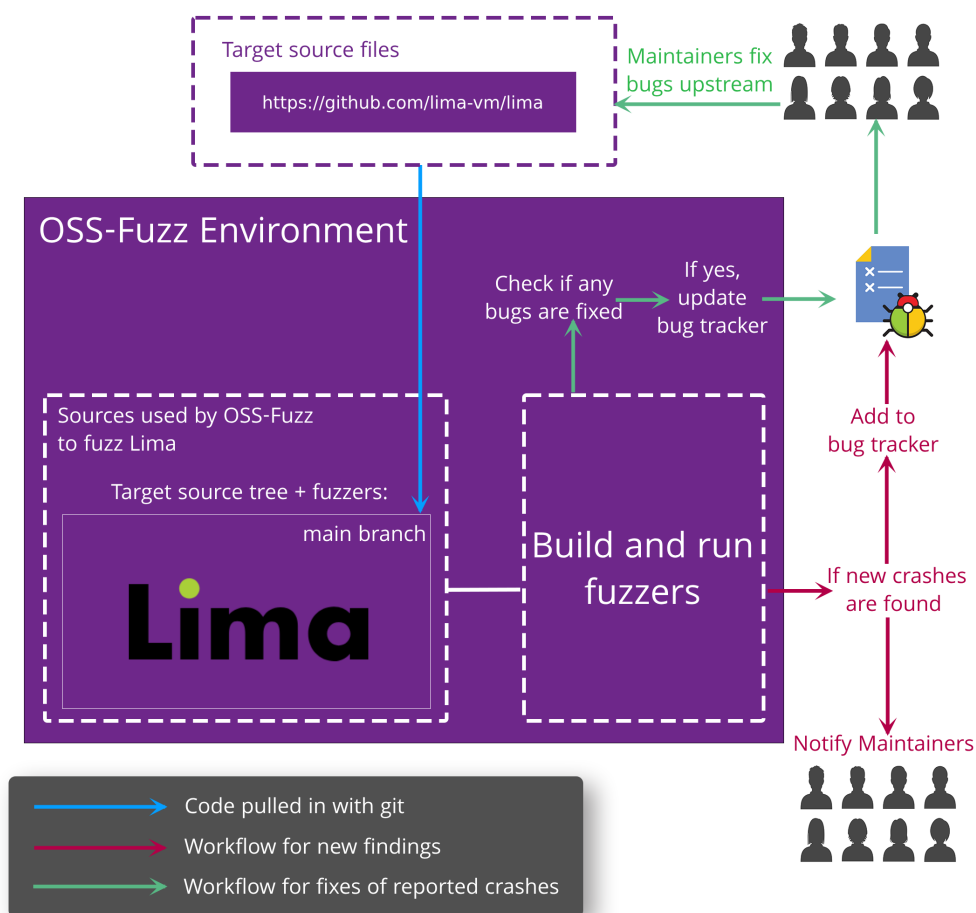 Target source files
https://github.com/lima-vm/lima
Maintainers fix
bugs upstream
OSS-Fuzz Environment
Check if any
bugs are fixed
If yes,
update
bug tracker
Sources used by OSS-Fuzz
to fuzz Lima
Target source tree + fuzzers:
main branch
Lima
Build and run
fuzzers
Add to
bug tracker
If new crashes
are found
Notify Maintainers
Code pulled in with git
Workflow for new findings
Workflow for fixes of reported crashes